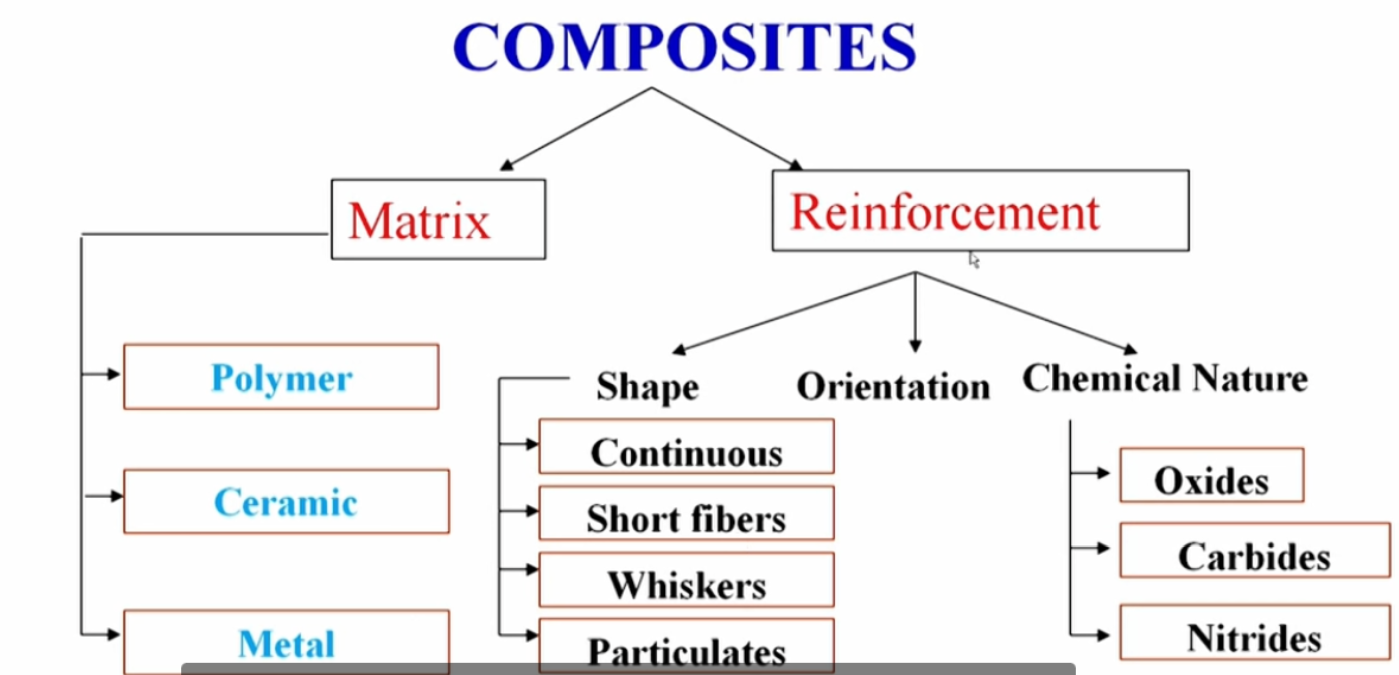 COMPOSITES
Matrix
Reinforcement
Polymer
Ceramic
Metal
Shape
Orientation
Chemical Nature
Continuous
Short fibers
Whiskers
Particulates
Oxides
Carbides
Nitrides